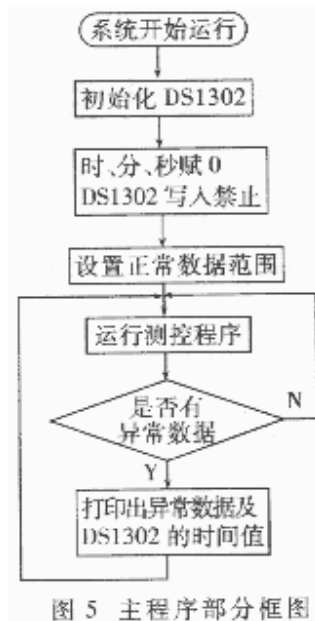 系统开始运行
初始化 DS1302
时、分、秒赋 0
DS1302 写入禁止
设置正常数据范围
运行测控程序
是否有
异常数据
N
Y
打印出异常数据及
DS1302 的时间值
图 5 主程序部分框图